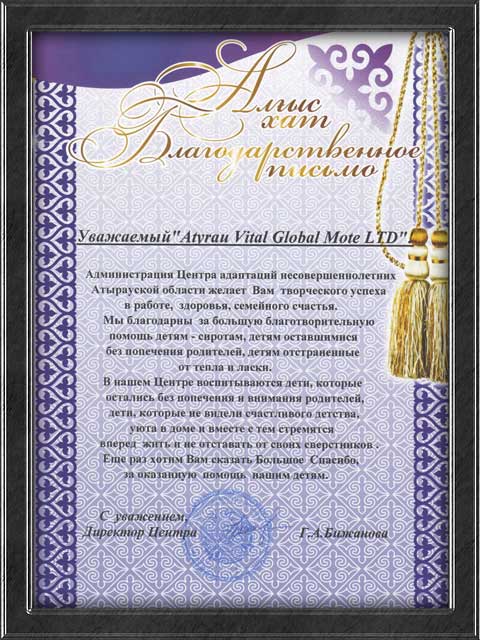 Алғыс
хат
Благодарственное
письмо
Уважаемый"Atyrau Vital Global Mote LTD"!
Администрация Центра адаптаций несовершеннолетних
Атырауской области желает Вам творческого успеха
в работе, здоровья, семейного счастья.
Мы благодарны за большую благотворительную
помощь детям - сиротам, детям оставшимися
без попечения родителей, детям отстраненные
от тепла и ласки.
В нашем Центре воспитываются дети, которые
остались без попечения и внимания родителей,
дети, которые не видели счастливого детства,
уюта в доме и вместе с тем стремятся
вперед жить и не отставать от своих сверстников .
Еще раз хотим Вам сказать Большое Спасибо,
за оказанную помощь нашим детям.
С уважением,
Директор Центра Г.А.Бижанова